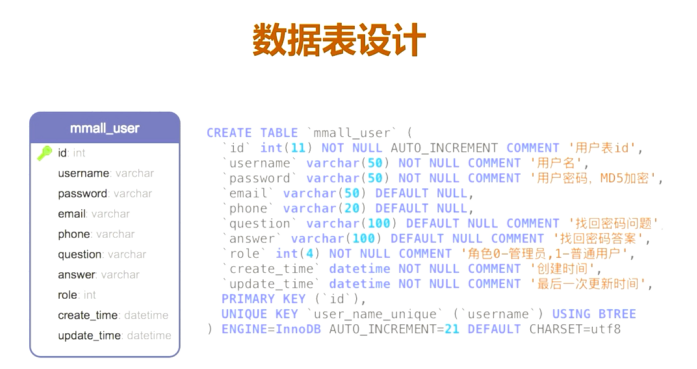 数据表设计
mmall_user
id: int
username: varchar
password: varchar
email: varchar
phone: varchar
question: varchar
answer: varchar
role: int
create_time: datetime
update_time: datetime
CREATE TABLE `mmall_user` (
`id` int(11) NOT NULL AUTO_INCREMENT COMMENT '用户表id',
`username` varchar(50) NOT NULL COMMENT '用户名',
`password` varchar(50) NOT NULL COMMENT '用户密码，MD5加密',
`email` varchar(50) DEFAULT NULL,
`phone` varchar(20) DEFAULT NULL,
`question` varchar(100) DEFAULT NULL COMMENT '找回密码问题',
`answer` varchar(100) DEFAULT NULL COMMENT '找回密码答案',
`role` int(4) NOT NULL COMMENT '角色0-管理员,1-普通用户',
`create_time` datetime NOT NULL COMMENT '创建时间',
`update_time` datetime NOT NULL COMMENT '最后一次更新时间',
PRIMARY KEY (`id`),
UNIQUE KEY `user_name_unique` (`username`) USING BTREE
) ENGINE=InnoDB AUTO_INCREMENT=21 DEFAULT CHARSET=utf8